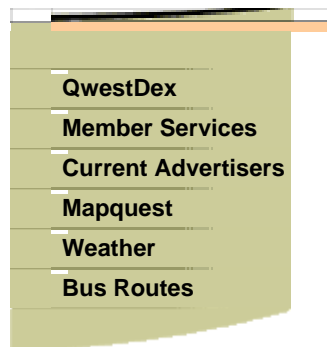 QwestDex
Member Services
Current Advertisers
Mapquest
Weather
Bus Routes